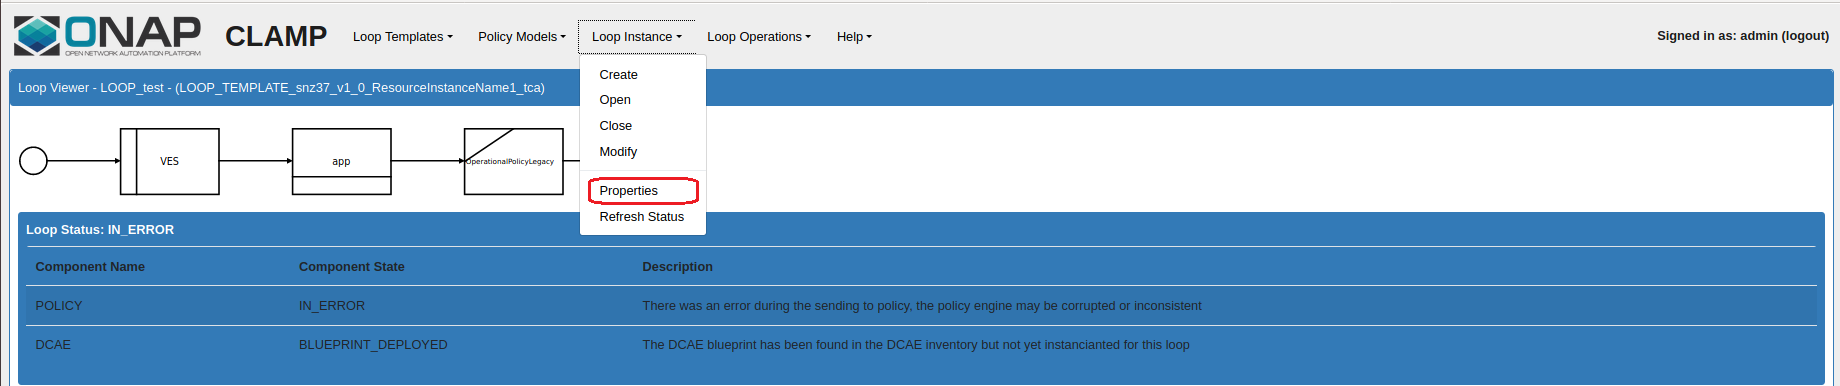 ONAP
OPEN NETWORK AUTOMATION PLATFORM
CLAMP
Loop Templates
Policy Models
Loop Instance
Loop Operations
Help
Signed in as: admin (logout)
Create
Open
Close
Modify
Properties
Refresh Status
Loop Viewer - LOOP_test - (LOOP_TEMPLATE_snz37_v1_0_ResourceInstanceName1_tca)
VES
app
OperationalPolicyLegacy
Loop Status: IN_ERROR
Component Name Component State Description
POLICY IN_ERROR There was an error during the sending to policy, the policy engine may be corrupted or inconsistent
DCAE BLUEPRINT_DEPLOYED The DCAE blueprint has been found in the DCAE inventory but not yet instancianted for this loop